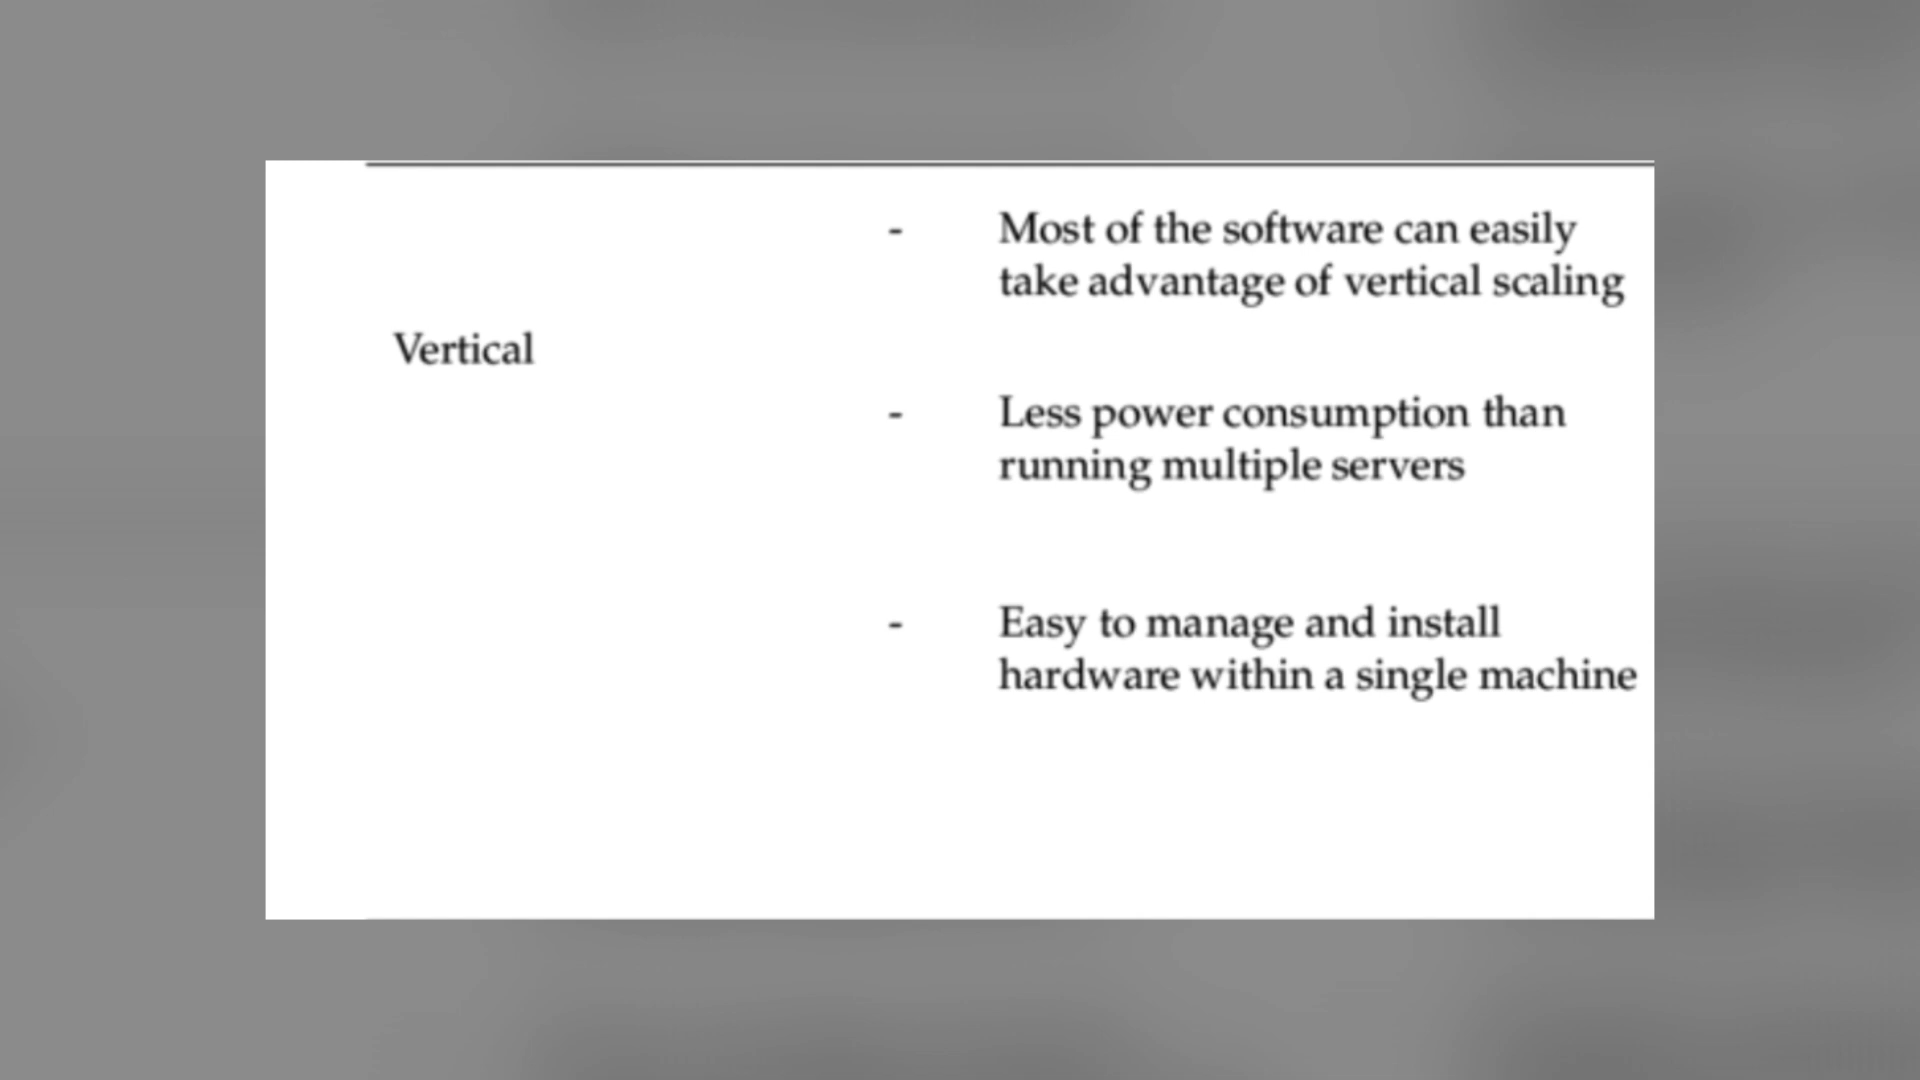 - Most of the software can easily
take advantage of vertical scaling
Vertical
- Less power consumption than
running multiple servers
- Easy to manage and install
hardware within a single machine